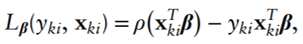 L_β(y_{ki}, x_{ki}) = ρ(x_{ki}^T β) − y_{ki} x_{ki}^T β,